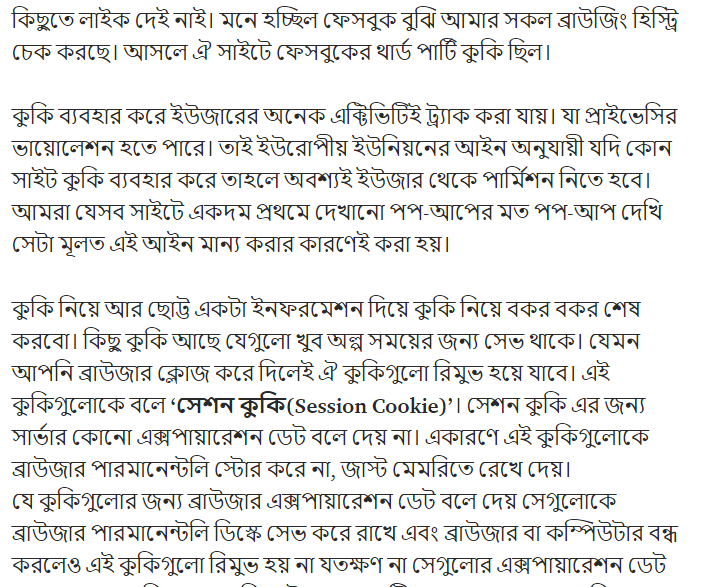 কিছুতে লাইক দেই নাই। মনে হচ্ছিল ফেসবুক বুঝি আমার সকল ব্রাউজিং হিস্ট্রি
চেক করছে। আসলে ঐ সাইটে ফেসবুকের থার্ড পার্টি কুকি ছিল।
কুকি ব্যবহার করে ইউজারের অনেক এক্টিভিটিই ট্র্যাক করা যায়। যা প্রাইভেসির
ভায়োলেশন হতে পারে। তাই ইউরোপীয় ইউনিয়নের আইন অনুযায়ী যদি কোন
সাইট কুকি ব্যবহার করে তাহলে অবশ্যই ইউজার থেকে পার্মিশন নিতে হবে।
আমরা যেসব সাইটে একদম প্রথমে দেখানো পপ-আপের মত পপ-আপ দেখি
সেটা মূলত এই আইন মান্য করার কারণেই করা হয়।
কুকি নিয়ে আর ছোট্ট একটা ইনফরমেশন দিয়ে কুকি নিয়ে বকর বকর শেষ
করবো। কিছু কুকি আছে যেগুলো খুব অল্প সময়ের জন্য সেভ থাকে। যেমন
আপনি ব্রাউজার ক্লোজ করে দিলেই ঐ কুকিগুলো রিমুভ হয়ে যাবে। এই
কুকিগুলোকে বলে ‘সেশন কুকি(Session Cookie)’। সেশন কুকি এর জন্য
সার্ভার কোনো এক্সপায়ারেশন ডেট বলে দেয় না। একারণে এই কুকিগুলোকে
ব্রাউজার পারমানেন্টলি স্টোর করে না, জাস্ট মেমরিতে রেখে দেয়।
যে কুকিগুলোর জন্য ব্রাউজার এক্সপায়ারেশন ডেট বলে দেয় সেগুলোকে
ব্রাউজার পারমানেন্টলি ডিস্কে সেভ করে রাখে এবং ব্রাউজার বা কম্পিউটার বন্ধ
করলেও এই কুকিগুলো রিমুভ হয় না যতক্ষণ না সেগুলোর এক্সপায়ারেশন ডেট